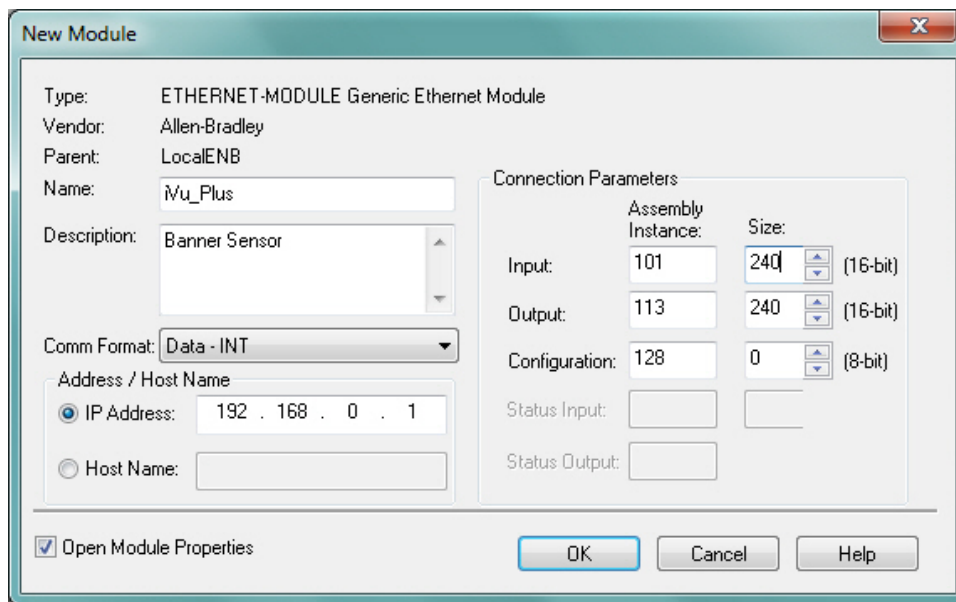 New Module
Type: ETHERNET-MODULE Generic Ethernet Module
Vendor: Allen-Bradley
Parent: LocalENB
Name: iVu_Plus
Description: Banner Sensor
Comm Format: Data - INT
Address / Host Name
IP Address: 192 . 168 . 0 . 1
Host Name:
Connection Parameters
Assembly Instance: Size:
Input: 101 240 (16-bit)
Output: 113 240 (16-bit)
Configuration: 128 0 (8-bit)
Status Input:
Status Output:
Open Module Properties
OK Cancel Help